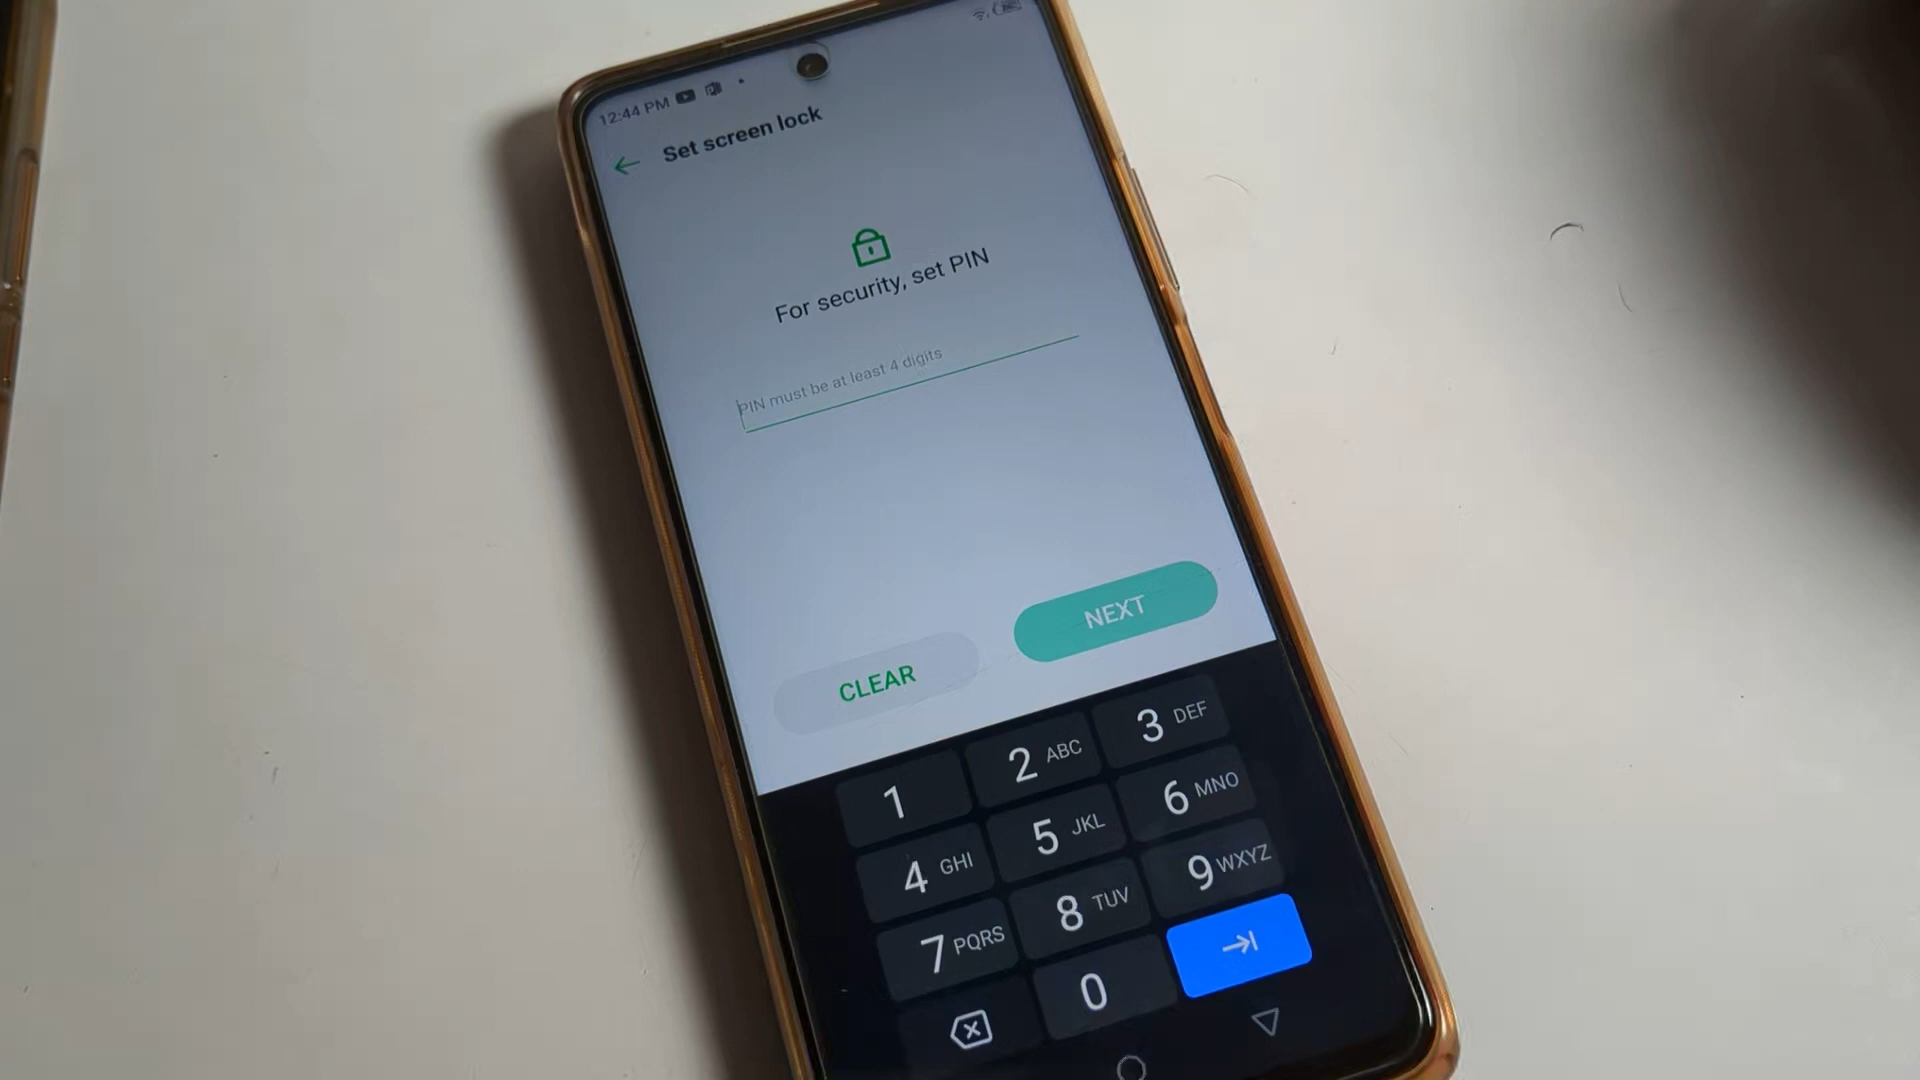 12:44 PM
Set screen lock
For security, set PIN
PIN must be at least 4 digits
NEXT
CLEAR
1
2 ABC
3 DEF
4 GHI
5 JKL
6 MNO
7 PQRS
8 TUV
9 WXYZ
0